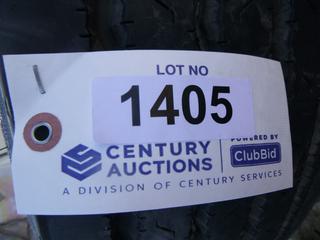 LOT NO
1405
POWERED BY
CENTURY
AUCTIONS
ClubBid
A DIVISION OF CENTURY SERVICES